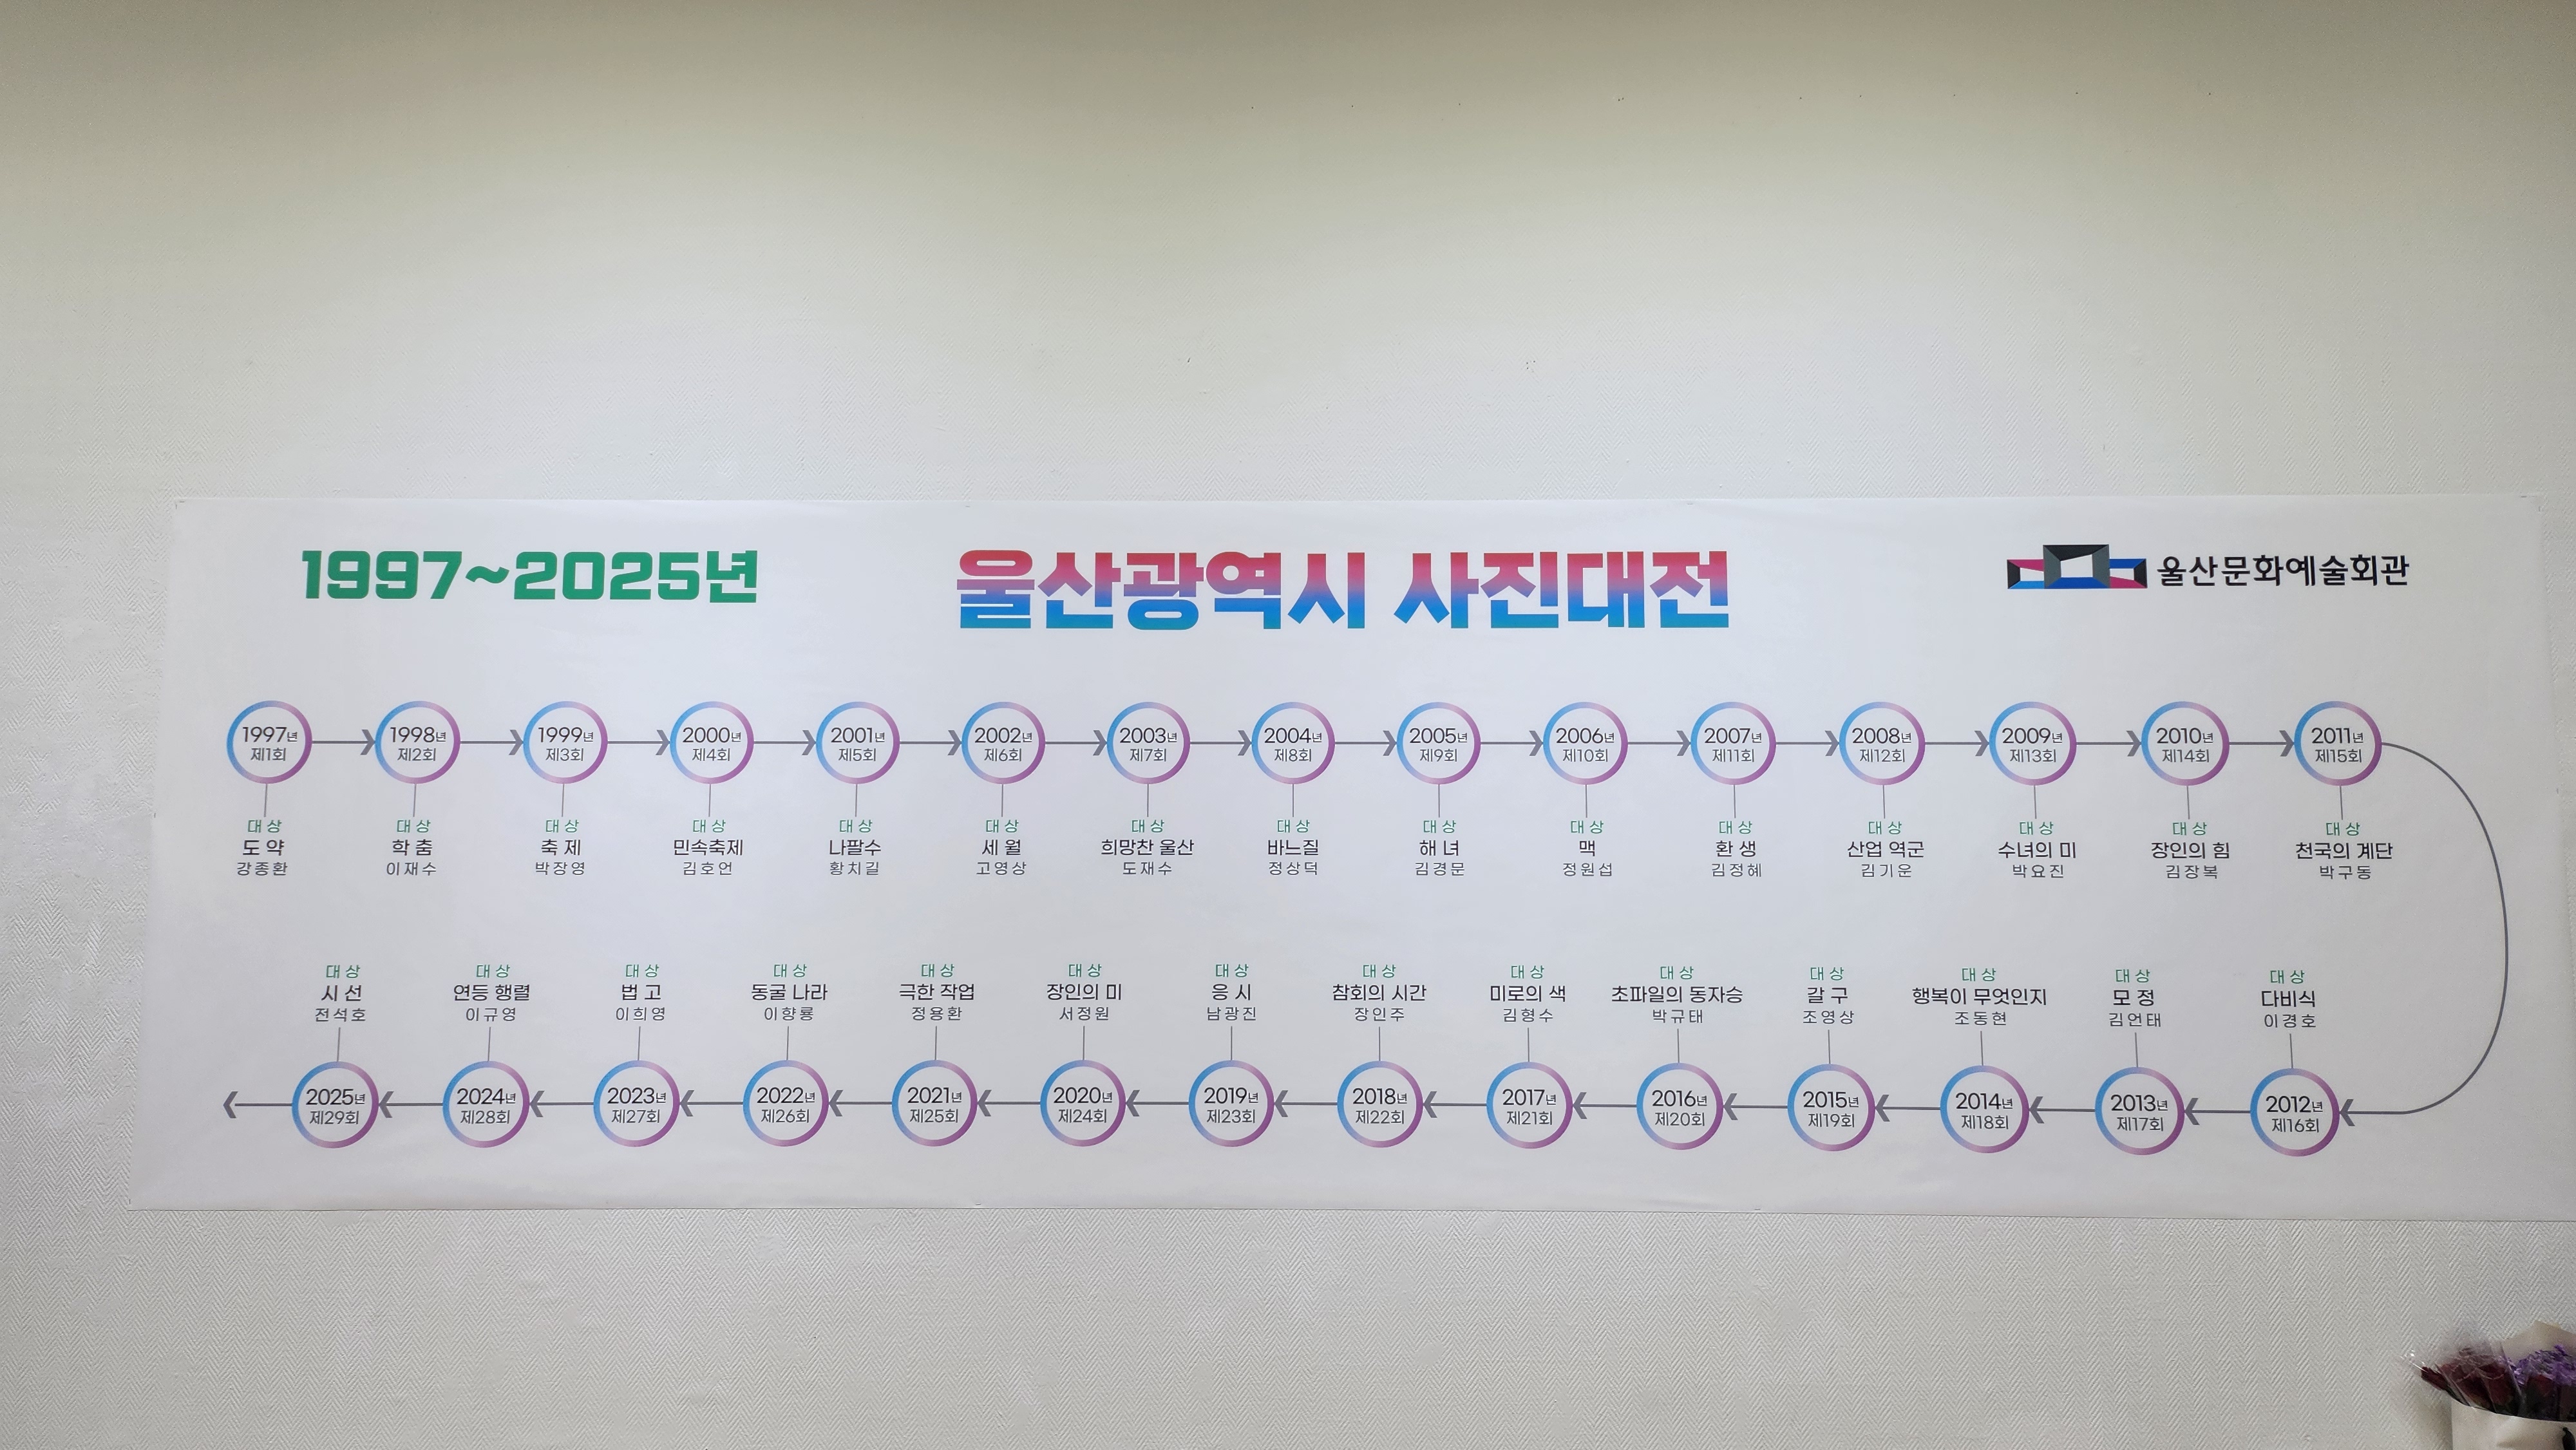 1997~2025년
울산광역시 사진대전
울산문화예술회관
1997년
제1회
대상
도약
강종환
1998년
제2회
대상
학춤
이재수
1999년
제3회
대상
축제
박장영
2000년
제4회
대상
민속축제
김호언
2001년
제5회
대상
나팔수
황치길
2002년
제6회
대상
세월
고영상
2003년
제7회
대상
희망찬 울산
도재수
2004년
제8회
대상
바느질
정상덕
2005년
제9회
대상
해녀
김경문
2006년
제10회
대상
맥
정원섭
2007년
제11회
대상
환생
김정혜
2008년
제12회
대상
산업 역군
김기운
2009년
제13회
대상
수녀의 미
박요진
2010년
제14회
대상
장인의 힘
김장복
2011년
제15회
대상
천국의 계단
박구동
대상
다비식
이경호
2012년
제16회
대상
모정
김언태
2013년
제17회
대상
행복이 무엇인지
조동현
2014년
제18회
대상
갈구
조영상
2015년
제19회
대상
초파일의 동자승
박규태
2016년
제20회
대상
미로의 색
김형수
2017년
제21회
대상
참회의 시간
장인주
2018년
제22회
대상
응시
남광진
2019년
제23회
대상
장인의 미
서정원
2020년
제24회
대상
극한 작업
정용환
2021년
제25회
대상
동굴 나라
이향룡
2022년
제26회
대상
법고
이희영
2023년
제27회
대상
연등 행렬
이규영
2024년
제28회
대상
시선
전석호
2025년
제29회